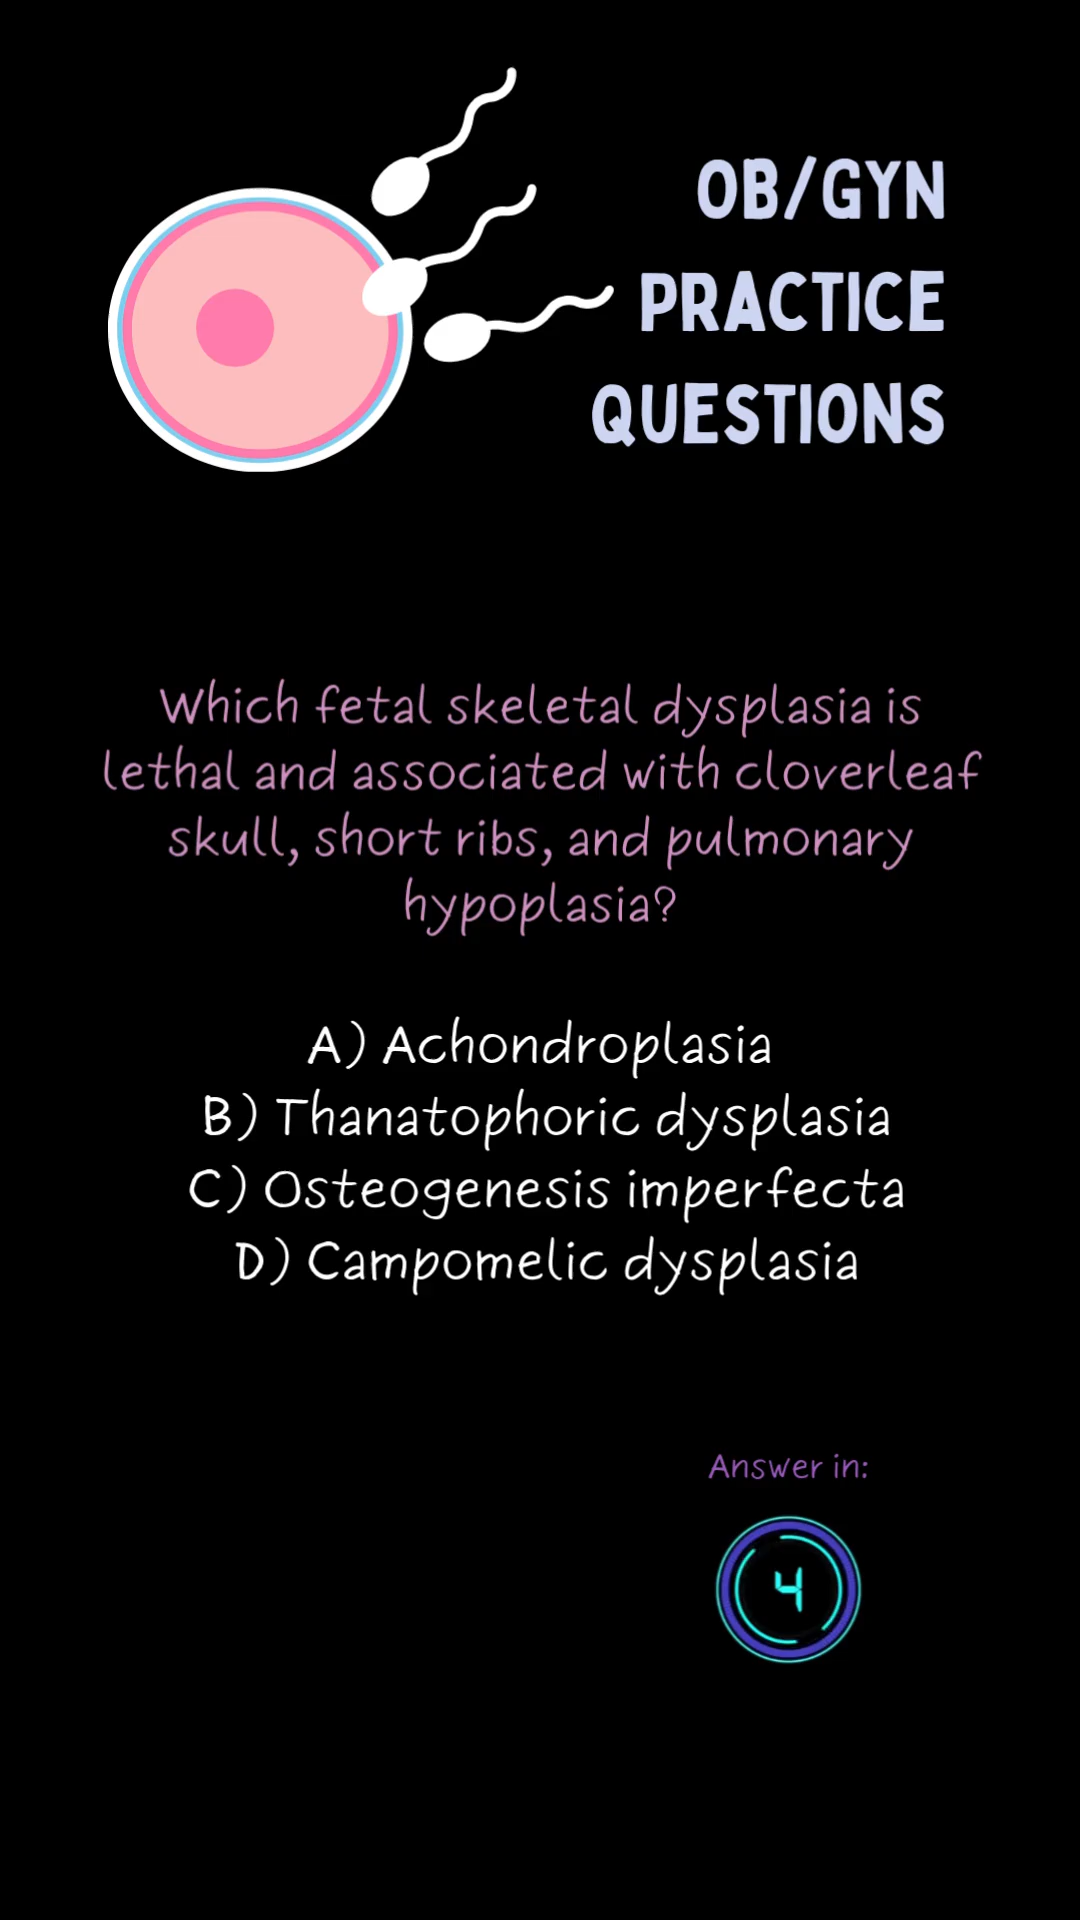 OB/GYN
PRACTICE
QUESTIONS
Which fetal skeletal dysplasia is
lethal and associated with cloverleaf
skull, short ribs, and pulmonary
hypoplasia?
A) Achondroplasia
B) Thanatophoric dysplasia
C) Osteogenesis imperfecta
D) Campomelic dysplasia
Answer in:
4